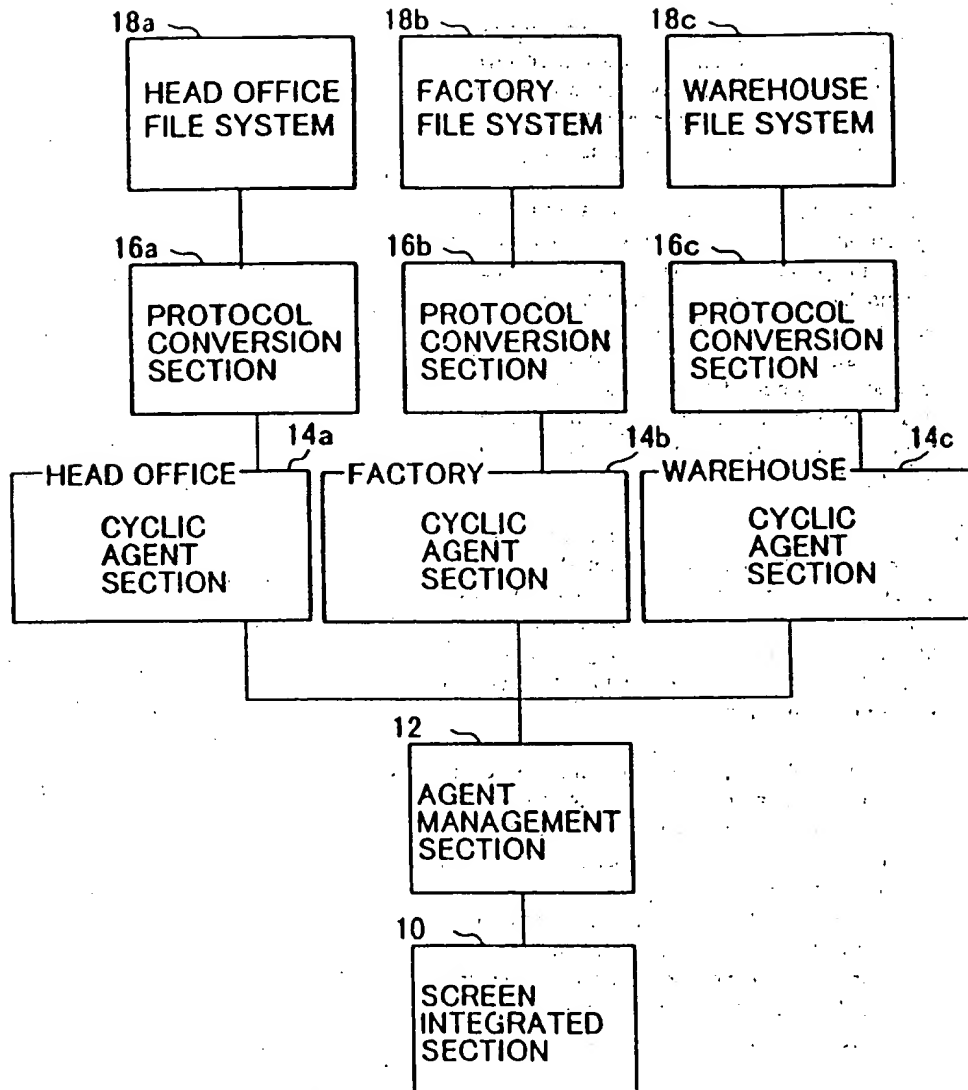 18a
18b
18c
HEAD OFFICE
FILE SYSTEM
FACTORY
FILE SYSTEM
WAREHOUSE
FILE SYSTEM
16a
16b
16c
PROTOCOL
CONVERSION
SECTION
PROTOCOL
CONVERSION
SECTION
PROTOCOL
CONVERSION
SECTION
14a
14b
14c
HEAD OFFICE
FACTORY
WAREHOUSE
CYCLIC
AGENT
SECTION
CYCLIC
AGENT
SECTION
CYCLIC
AGENT
SECTION
12
AGENT
MANAGEMENT
SECTION
10
SCREEN
INTEGRATED
SECTION